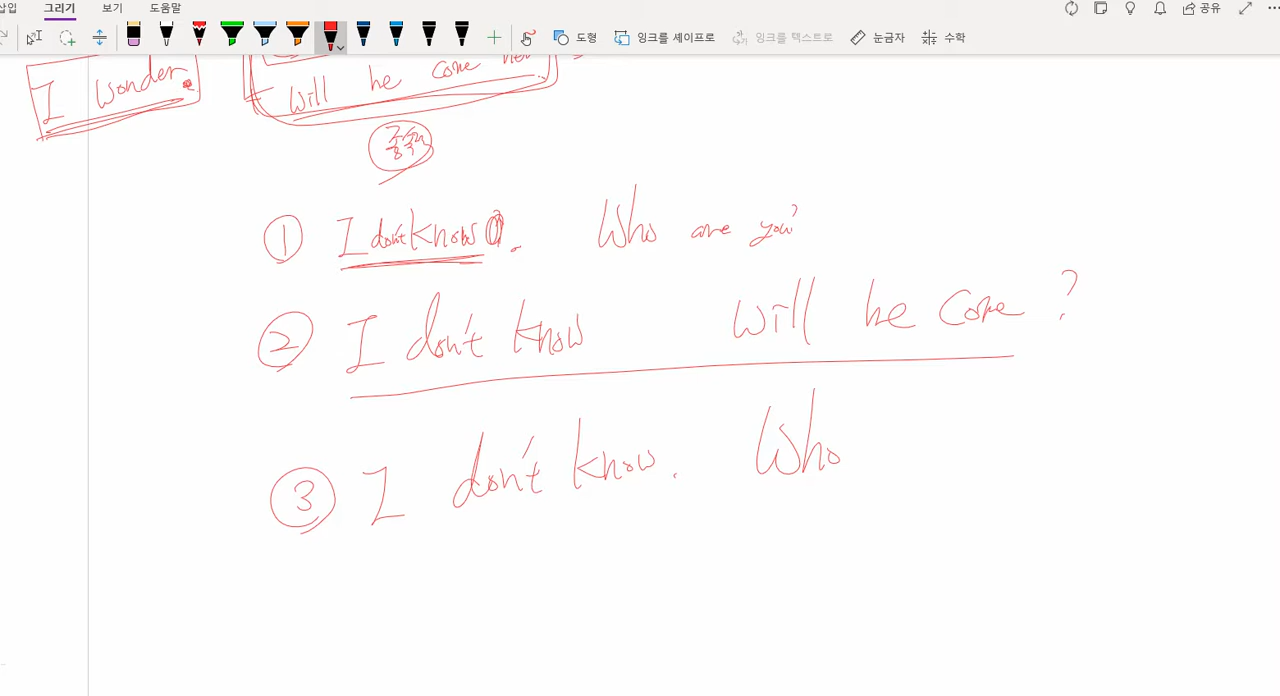 삽입 그리기 보기 도움말 공유
도형 잉크를 셰이프로 잉크를 텍스트로 눈금자 수학
I wonder. come
Will he
① I don't know. Who are you?
② I don't know will he come?
③ I don't know. Who